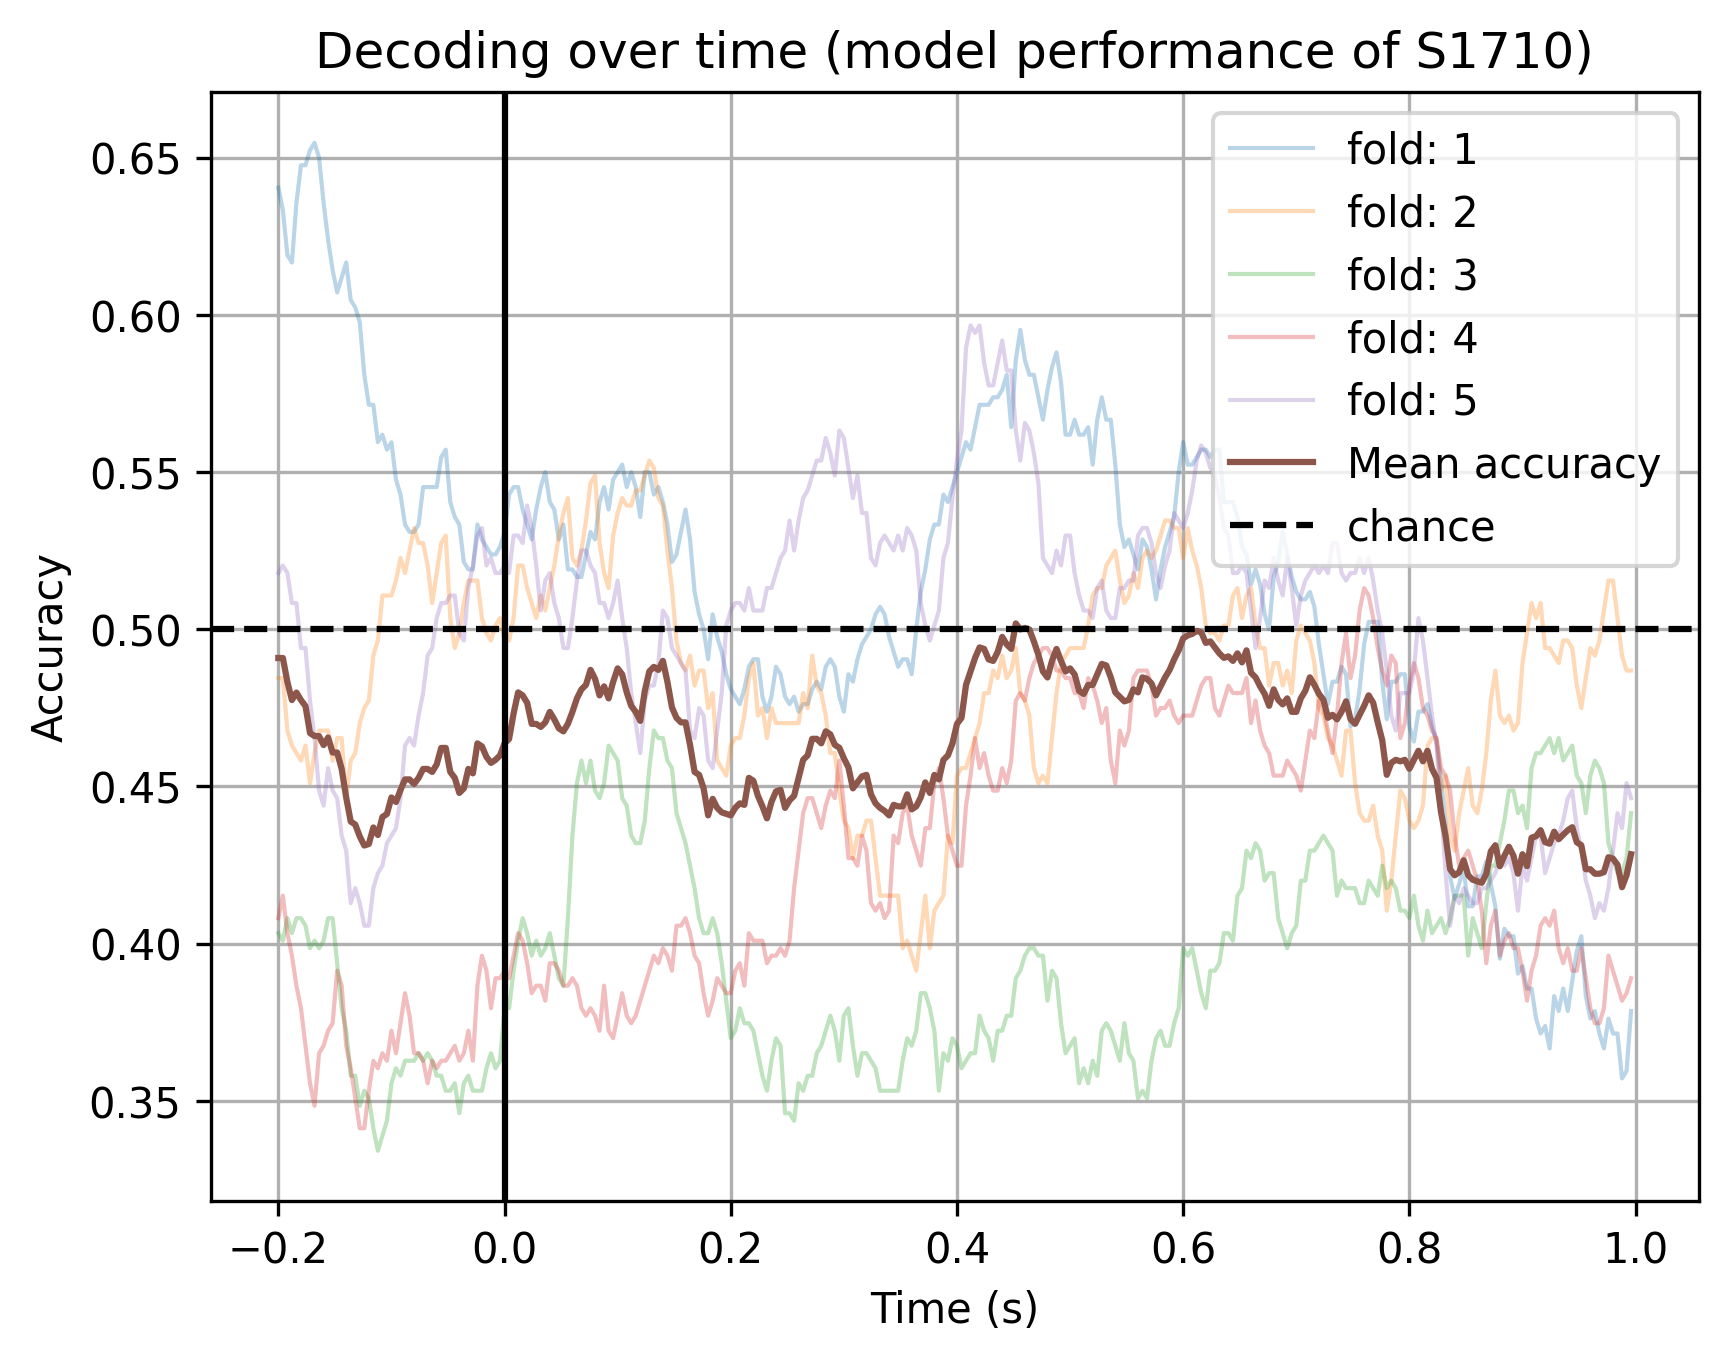 Decoding over time (model performance of S1710)
Accuracy
0.65
0.60
0.55
0.50
0.45
0.40
0.35
fold: 1
fold: 2
fold: 3
fold: 4
fold: 5
Mean accuracy
chance
−0.2 0.0 0.2 0.4 0.6 0.8 1.0
Time (s)